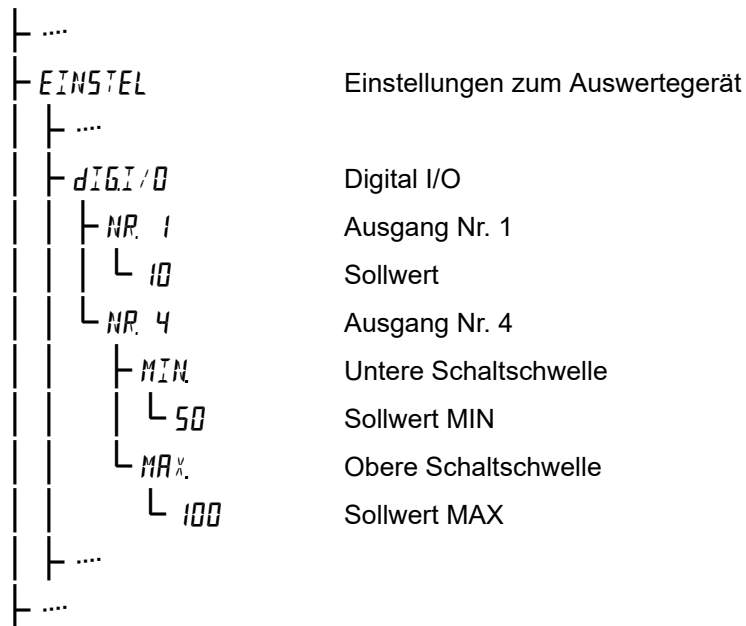 ....
EINSTEL Einstellungen zum Auswertegerät
....
dIG.I/O Digital I/O
NR. 1 Ausgang Nr. 1
10 Sollwert
NR. 4 Ausgang Nr. 4
MIN. Untere Schaltschwelle
50 Sollwert MIN
MAX. Obere Schaltschwelle
100 Sollwert MAX
....
....